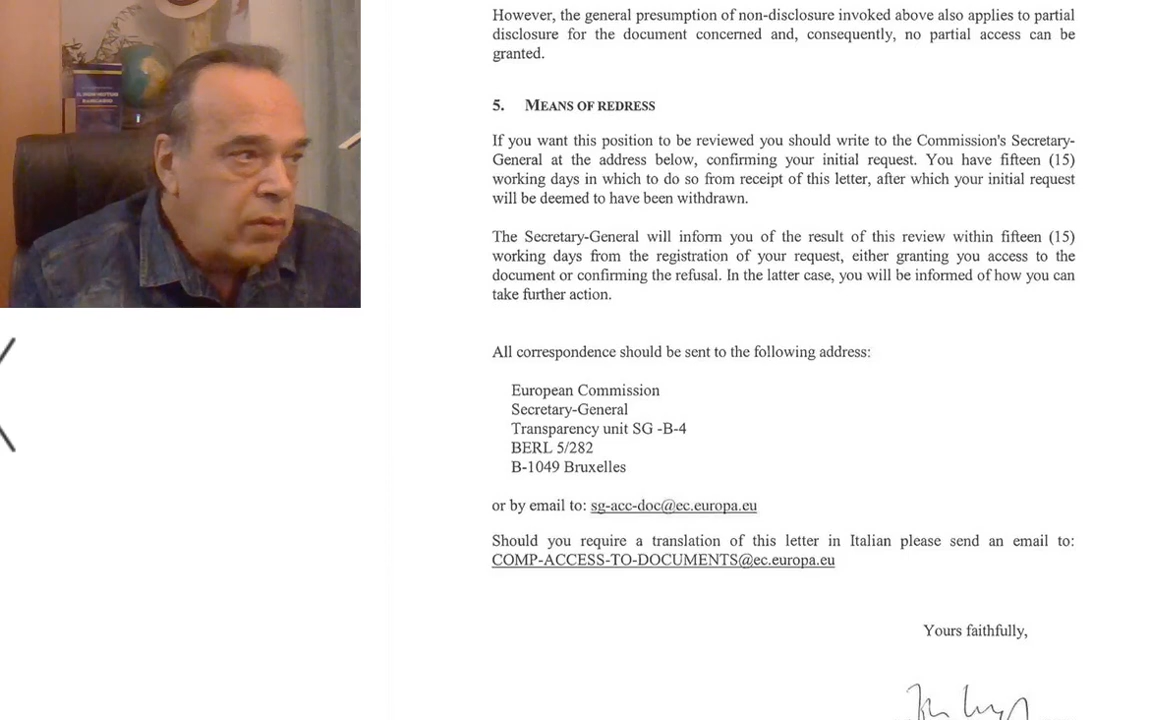 However, the general presumption of non-disclosure invoked above also applies to partial
disclosure for the document concerned and, consequently, no partial access can be
granted.
5. MEANS OF REDRESS
If you want this position to be reviewed you should write to the Commission's Secretary-
General at the address below, confirming your initial request. You have fifteen (15)
working days in which to do so from receipt of this letter, after which your initial request
will be deemed to have been withdrawn.
The Secretary-General will inform you of the result of this review within fifteen (15)
working days from the registration of your request, either granting you access to the
document or confirming the refusal. In the latter case, you will be informed of how you can
take further action.
All correspondence should be sent to the following address:
European Commission
Secretary-General
Transparency unit SG -B-4
BERL 5/282
B-1049 Bruxelles
or by email to: sg-acc-doc@ec.europa.eu
Should you require a translation of this letter in Italian please send an email to:
COMP-ACCESS-TO-DOCUMENTS@ec.europa.eu
Yours faithfully,